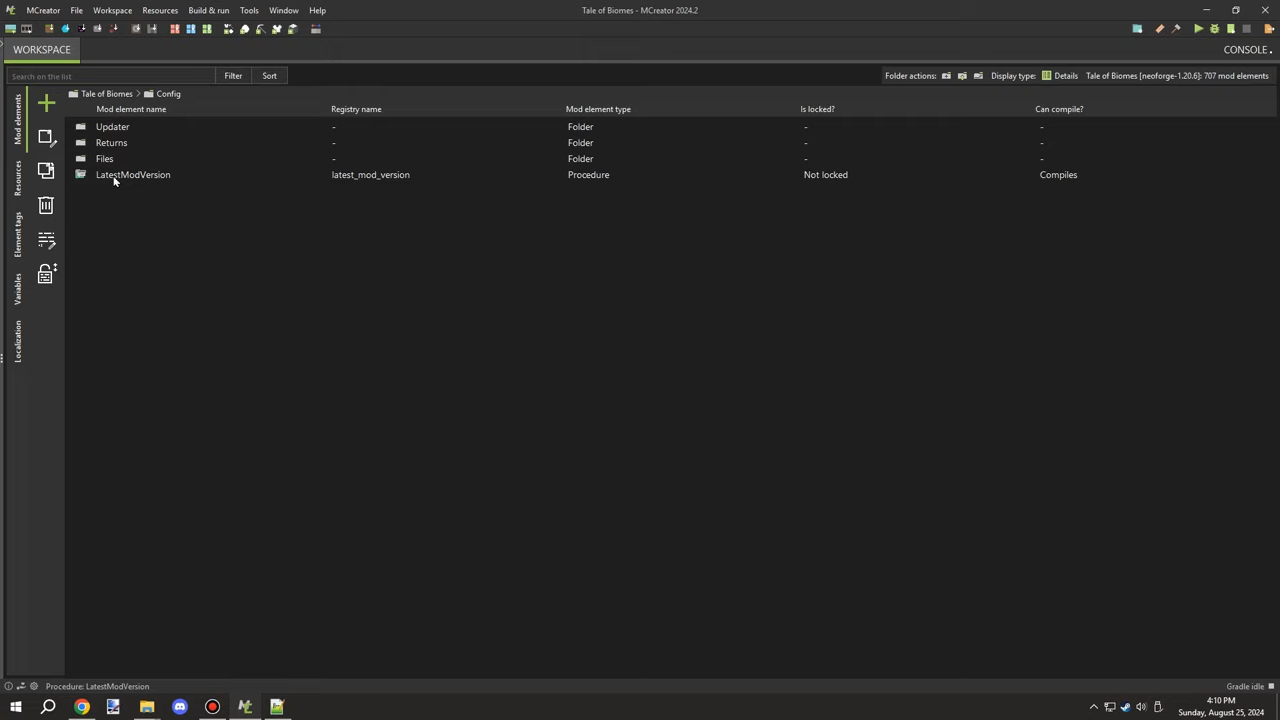 MCreator File Workspace Resources Build & run Tools Window Help
Tale of Biomes - MCreator 2024.2
WORKSPACE
CONSOLE
Search on the list
Filter
Sort
Folder actions:
Display type:
Details
Tale of Biomes [neoforge-1.20.6]: 707 mod elements
Tale of Biomes
Config
Mod element name Registry name Mod element type Is locked? Can compile?
Updater - Folder - -
Returns - Folder - -
Files - Folder - -
LatestModVersion latest_mod_version Procedure Not locked Compiles
Mod elements
Resources
Element tags
Variables
Localization
Procedure: LatestModVersion
Gradle idle
4:10 PM
Sunday, August 25, 2024